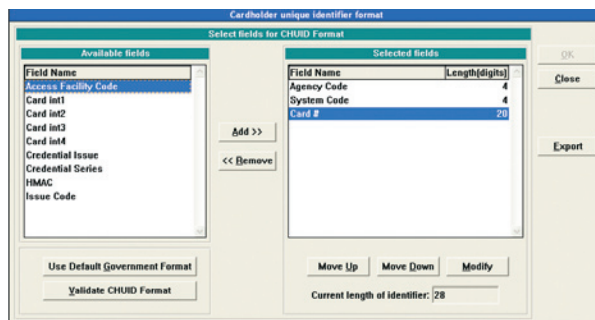 Cardholder unique identifier format
Select fields for CHUID Format
Available fields
Field Name
Access Facility Code
Card int1
Card int2
Card int3
Card int4
Credential Issue
Credential Series
HMAC
Issue Code
Add >>
<< Remove
Selected fields
Field Name Length(digits)
Agency Code 4
System Code 4
Card # 20
OK
Close
Export
Use Default Government Format
Validate CHUID Format
Move Up Move Down Modify
Current length of identifier: 28